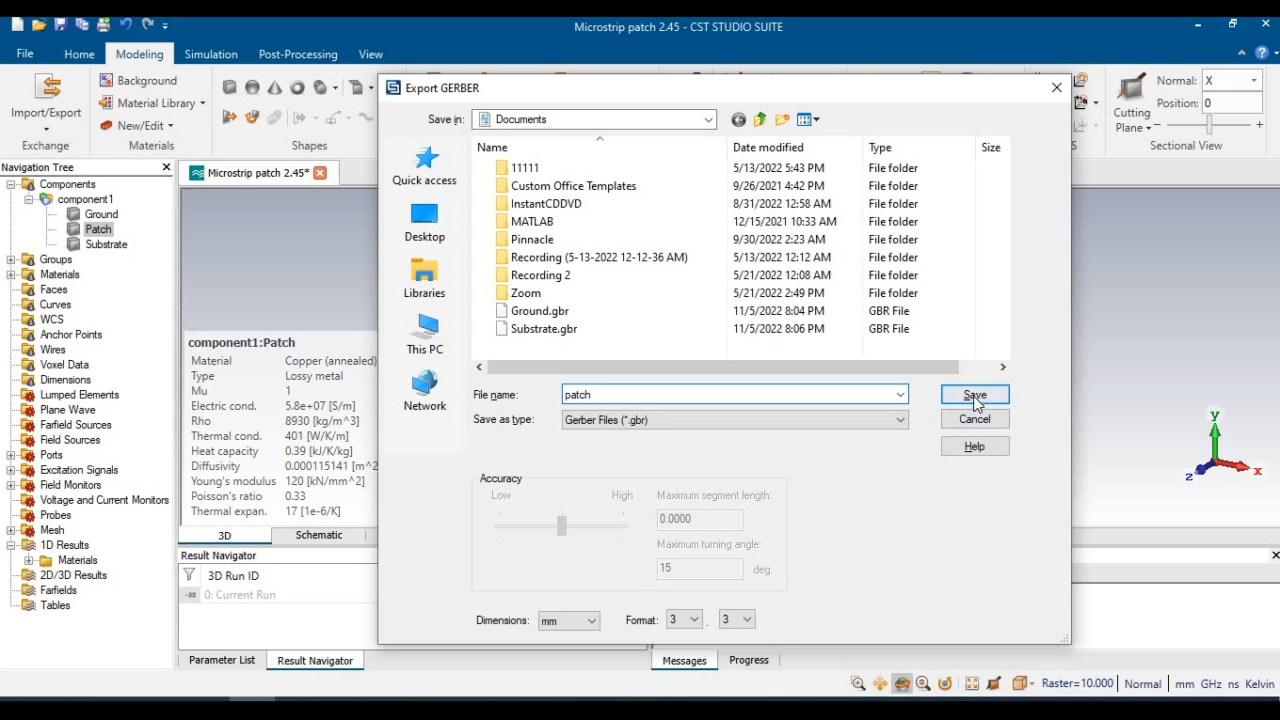 Microstrip patch 2.45 - CST STUDIO SUITE
File Home Modeling Simulation Post-Processing View
Import/Export
Exchange
Background
Material Library
New/Edit
Materials
Shapes
Cutting
Plane
Normal: X
Position: 0
Sectional View
Navigation Tree
Components
component1
Ground
Patch
Substrate
Groups
Materials
Faces
Curves
WCS
Anchor Points
Wires
Voxel Data
Dimensions
Lumped Elements
Plane Wave
Farfield Sources
Field Sources
Ports
Excitation Signals
Field Monitors
Voltage and Current Monitors
Probes
Mesh
1D Results
Materials
2D/3D Results
Farfields
Tables
Microstrip patch 2.45*
component1:Patch
Material Copper (annealed)
Type Lossy metal
Mu 1
Electric cond. 5.8e+07 [S/m]
Rho 8930 [kg/m^3]
Thermal cond. 401 [W/K/m]
Heat capacity 0.39 [kJ/K/kg]
Diffusivity 0.000115141 [m^2
Young's modulus 120 [kN/mm^2]
Poisson's ratio 0.33
Thermal expan. 17 [1e-6/K]
3D Schematic
Result Navigator
3D Run ID
0: Current Run
Parameter List Result Navigator
Export GERBER
Save in: Documents
Quick access
Desktop
Libraries
This PC
Network
Name Date modified Type Size
11111 5/13/2022 5:43 PM File folder
Custom Office Templates 9/26/2021 4:42 PM File folder
InstantCDDVD 8/31/2022 12:58 AM File folder
MATLAB 12/15/2021 10:33 AM File folder
Pinnacle 9/30/2022 2:23 AM File folder
Recording (5-13-2022 12-12-36 AM) 5/13/2022 12:12 AM File folder
Recording 2 5/21/2022 12:08 AM File folder
Zoom 5/21/2022 2:49 PM File folder
Ground.gbr 11/5/2022 8:04 PM GBR File
Substrate.gbr 11/5/2022 8:06 PM GBR File
File name: patch Save
Save as type: Gerber Files (*.gbr) Cancel
Help
Accuracy
Low High
Maximum segment length:
0.0000
Maximum turning angle:
15 deg.
Dimensions: mm Format: 3 . 3
y
z x
Messages Progress
Raster=10.000 Normal mm GHz ns Kelvin